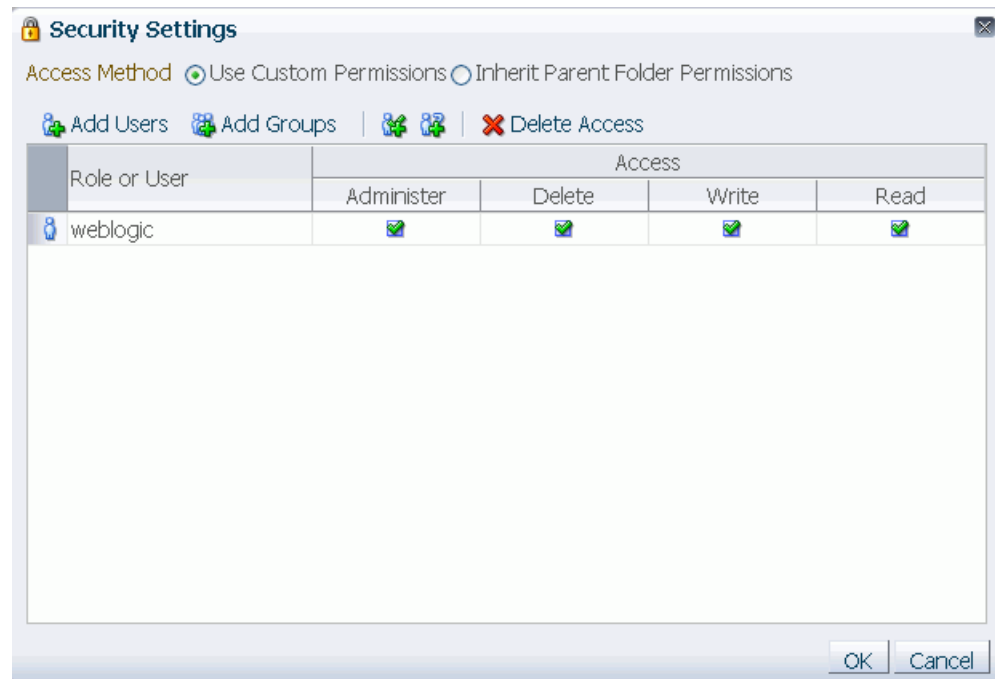 Security Settings
Access Method Use Custom Permissions Inherit Parent Folder Permissions
Add Users Add Groups Delete Access
Role or User
Access
Administer Delete Write Read
weblogic
OK Cancel